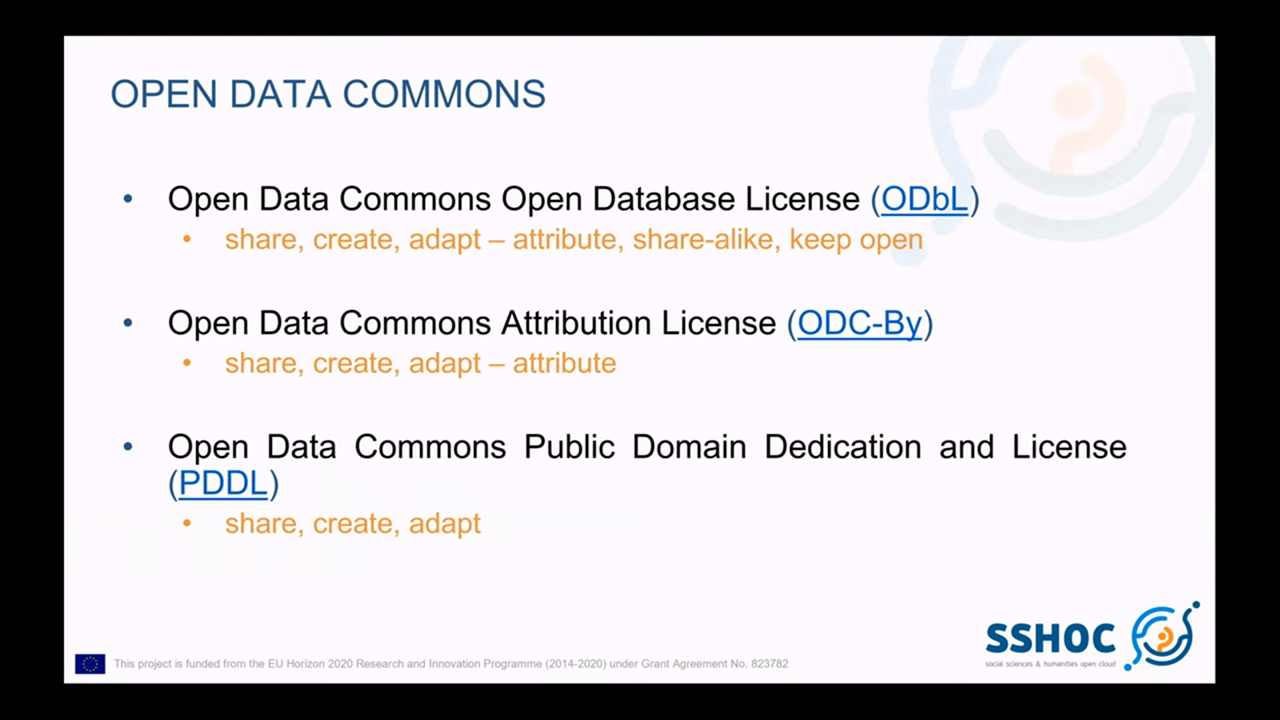 OPEN DATA COMMONS
• Open Data Commons Open Database License (ODbL)
• share, create, adapt – attribute, share-alike, keep open
• Open Data Commons Attribution License (ODC-By)
• share, create, adapt – attribute
• Open Data Commons Public Domain Dedication and License
(PDDL)
• share, create, adapt
SSHOC
social sciences & humanities open cloud
This project is funded from the EU Horizon 2020 Research and Innovation Programme (2014-2020) under Grant Agreement No. 823782